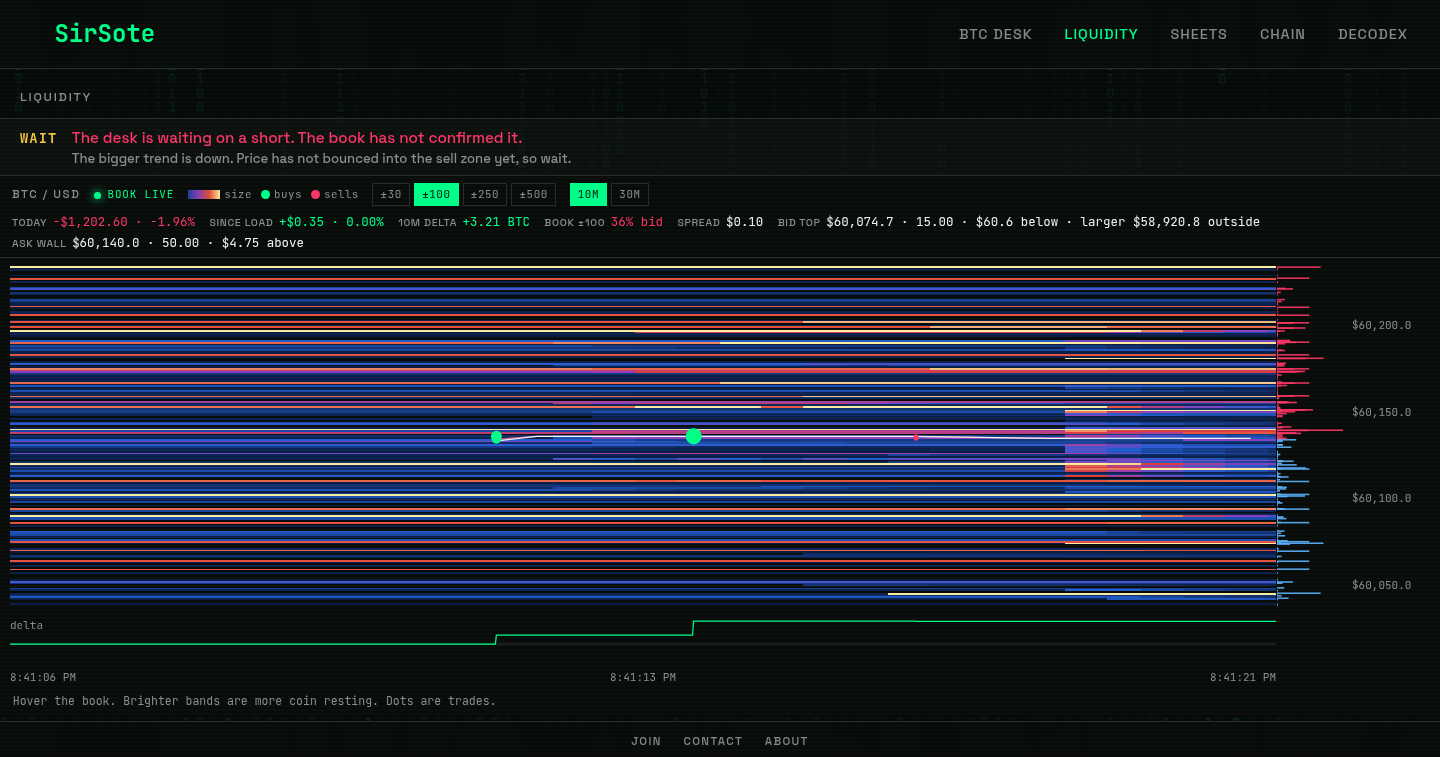 SirSote
BTC DESK LIQUIDITY SHEETS CHAIN DECODEX
LIQUIDITY
WAIT The desk is waiting on a short. The book has not confirmed it.
The bigger trend is down. Price has not bounced into the sell zone yet, so wait.
BTC / USD BOOK LIVE size buys sells ±30 ±100 ±250 ±500 10M 30M
TODAY -$1,202.60 · -1.96% SINCE LOAD +$0.35 · 0.00% 10M DELTA +3.21 BTC BOOK ±100 36% bid SPREAD $0.10 BID TOP $60,074.7 · 15.00 · $60.6 below · larger $58,920.8 outside
ASK WALL $60,140.0 · 50.00 · $4.75 above
$60,200.0
$60,150.0
$60,100.0
$60,050.0
delta
8:41:06 PM 8:41:13 PM 8:41:21 PM
Hover the book. Brighter bands are more coin resting. Dots are trades.
JOIN CONTACT ABOUT